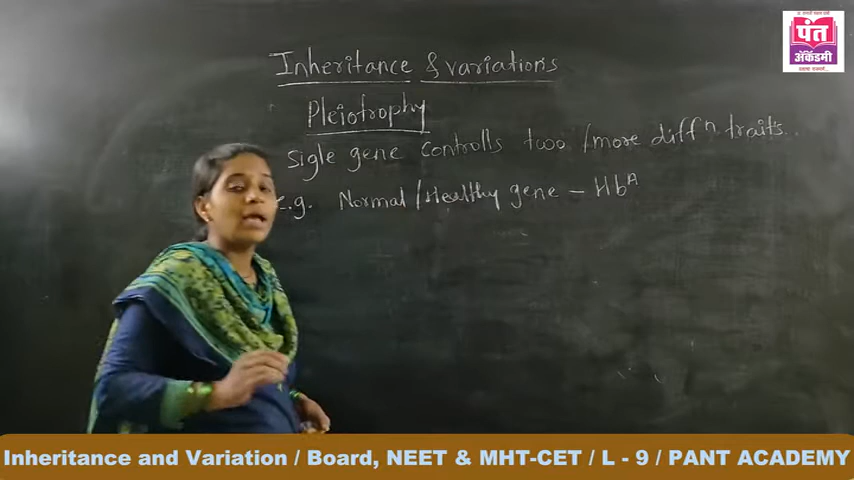 Inheritance & variations
Pleiotrophy
sigle gene controlls two /more diffn traits..
E.g. Normal / Healthy gene – HbA
पंत
अ‍ॅकॅडमी
Inheritance and Variation / Board, NEET & MHT-CET / L - 9 / PANT ACADEMY